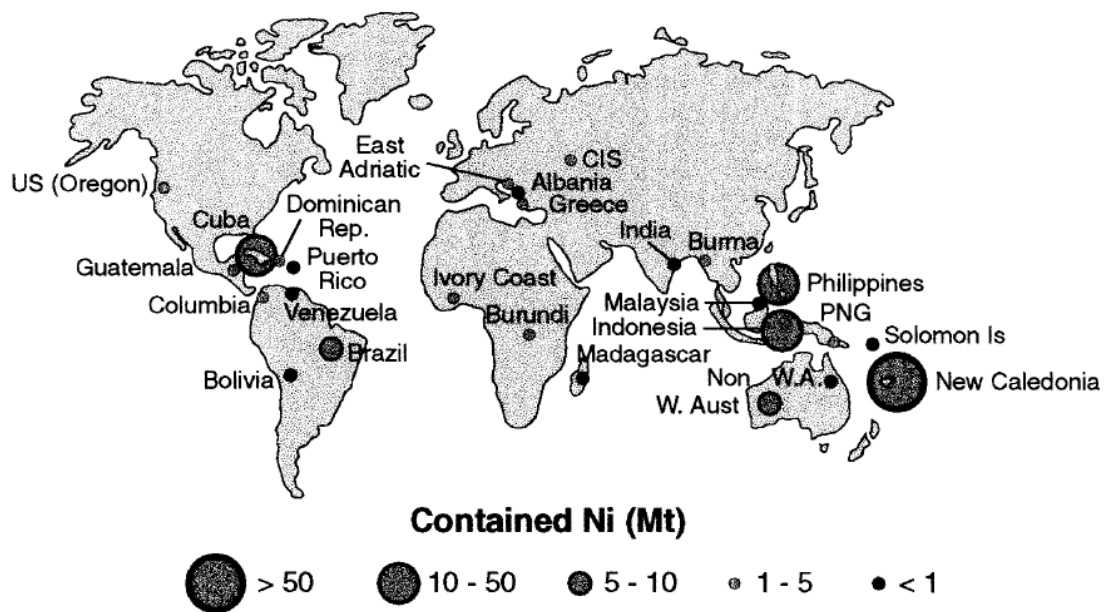 East
Adriatic
CIS
US (Oregon)
Albania
Greece
Dominican
Rep.
Cuba
India
Burma
Guatemala
Puerto
Rico
Ivory Coast
Philippines
Columbia
Venezuela
Malaysia
PNG
Burundi
Indonesia
Solomon Is
Brazil
Madagascar
Bolivia
Non W.A.
New Caledonia
W. Aust
Contained Ni (Mt)
> 50 10 - 50 5 - 10 1 - 5 < 1